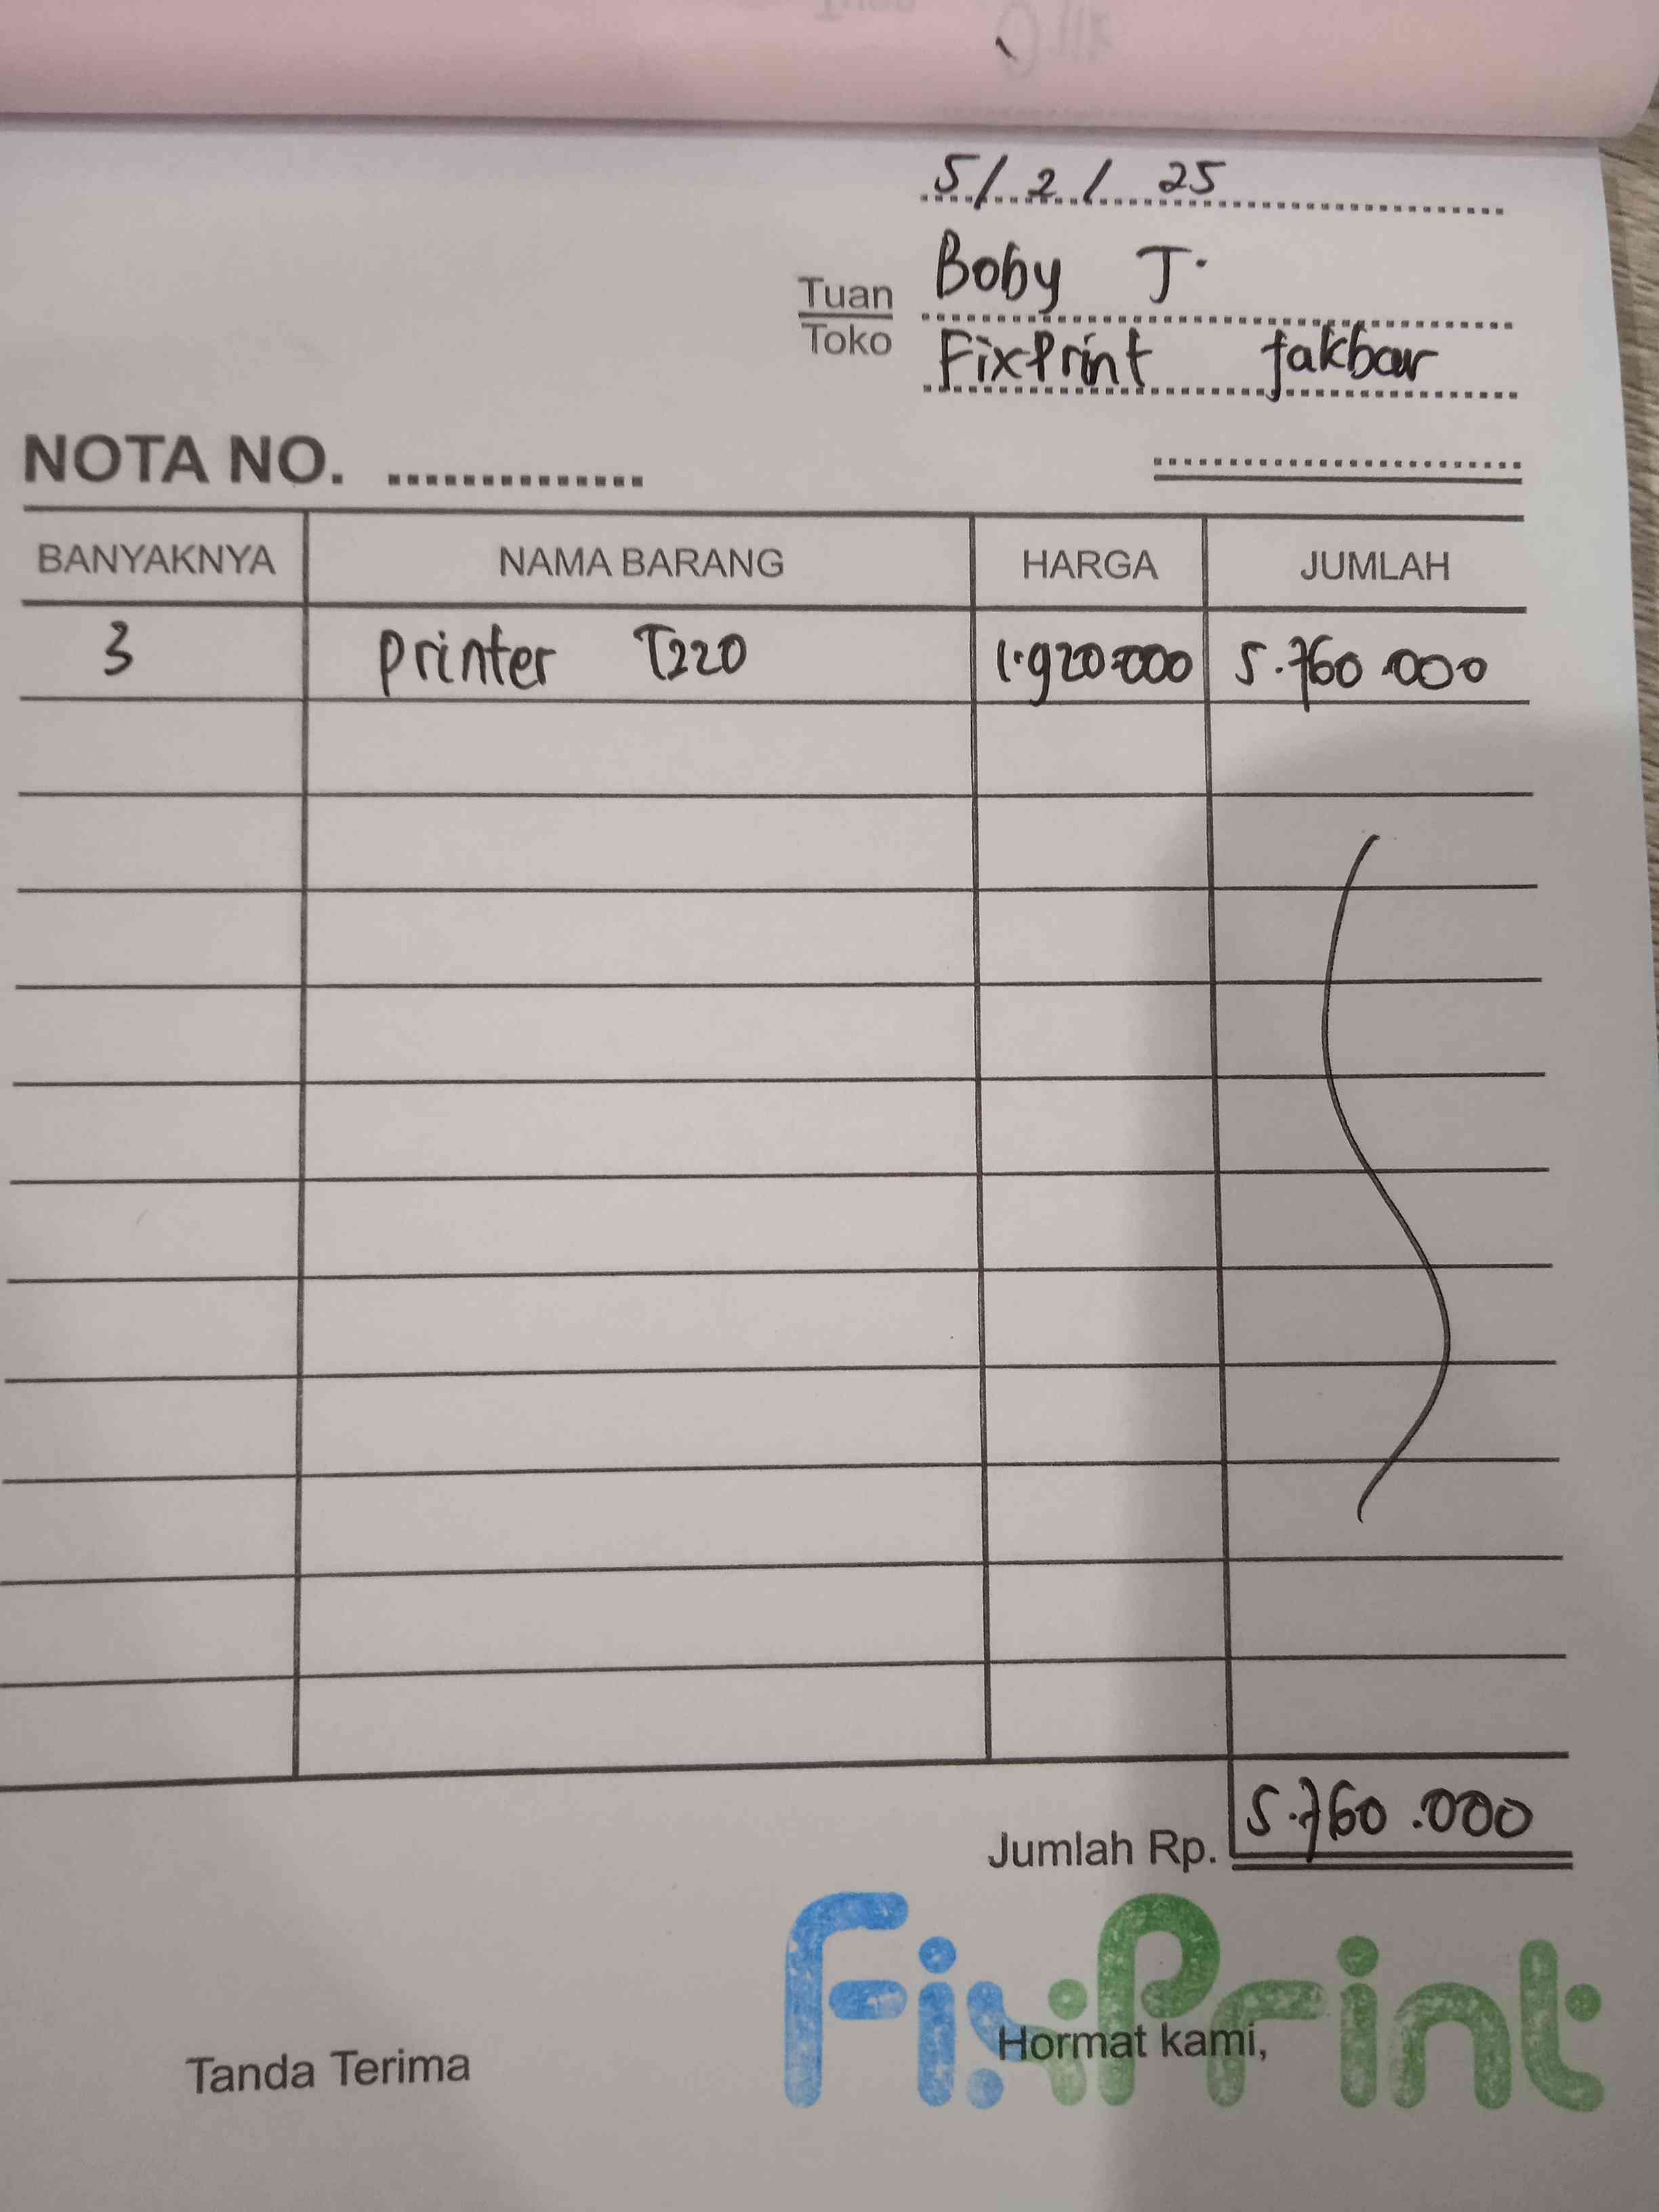 5/2/25
Tuan Boby J.
Toko FixPrint Jakbar
NOTA NO. ..............
BANYAKNYA NAMA BARANG HARGA JUMLAH
3 Printer T220 1.920.000 5.760.000
Jumlah Rp. 5.760.000
FixPrint
Tanda Terima Hormat kami,